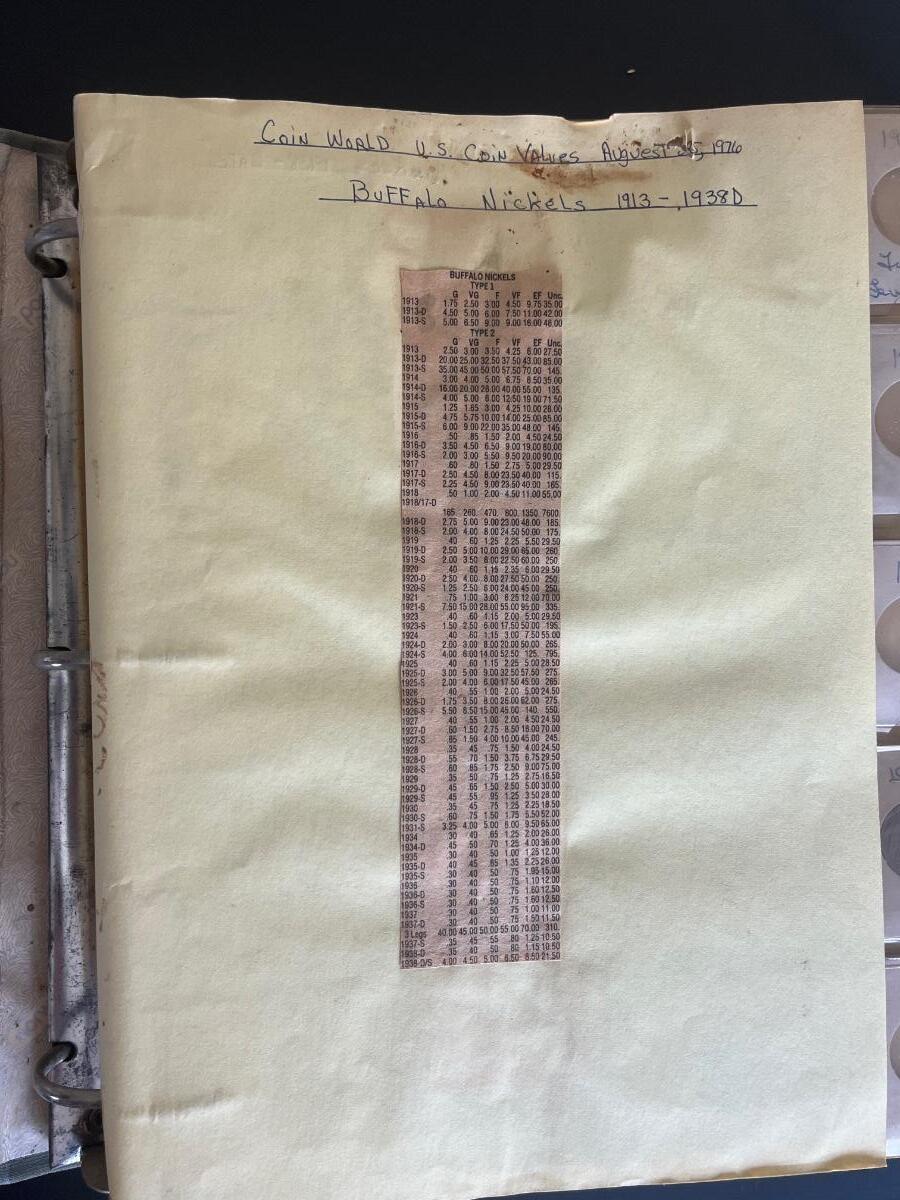 Coin World U.S. Coin Values Auguest 25, 1976
Buffalo Nickels 1913 - 1938D
BUFFALO NICKELS
TYPE 1
G VG F VF EF Unc.
1913 1.75 2.50 3.00 4.50 9.75 35.00
1913-D 4.50 5.00 6.00 7.50 11.00 42.00
1913-S 5.00 6.50 9.00 9.00 16.00 46.00
TYPE 2
G VG F VF EF Unc.
1913 2.50 3.00 3.50 4.25 6.00 27.50
1913-D 20.00 25.00 32.50 37.50 43.00 85.00
1913-S 35.00 45.00 50.00 57.50 70.00 145.
1914 3.00 4.00 5.00 6.75 8.50 35.00
1914-D 16.00 20.00 28.00 40.00 55.00 135.
1914-S 4.00 5.00 6.00 12.50 19.00 71.50
1915 1.25 1.65 3.00 4.25 10.00 28.00
1915-D 4.75 5.75 10.00 14.00 25.00 85.00
1915-S 6.00 9.00 22.00 35.00 48.00 145.
1916 .50 .85 1.50 2.00 4.50 24.50
1916-D 3.50 4.50 6.50 9.00 19.00 80.00
1916-S 2.00 3.00 5.50 9.50 20.00 90.00
1917 .60 .80 1.50 2.75 5.00 29.50
1917-D 2.50 4.50 8.00 23.50 40.00 115.
1917-S 2.25 4.50 9.00 23.50 40.00 165.
1918 .50 1.00 2.00 4.50 11.00 55.00
1918/17-D
165. 260. 470. 800. 1350. 7600.
1918-D 2.75 5.00 9.00 23.00 48.00 185.
1918-S 2.00 4.00 8.00 24.50 50.00 175.
1919 .40 .60 1.25 2.25 5.50 29.50
1919-D 2.50 5.00 10.00 29.00 65.00 260.
1919-S 2.00 3.50 8.00 22.50 60.00 250.
1920 .40 .60 1.15 2.35 6.00 29.50
1920-D 2.50 4.00 8.00 27.50 50.00 250.
1920-S 1.25 2.50 6.00 24.00 45.00 250.
1921 .75 1.00 3.00 6.25 12.00 70.00
1921-S 7.50 15.00 28.00 55.00 95.00 335.
1923 .40 .60 1.15 2.00 5.00 29.50
1923-S 1.50 2.50 6.00 17.50 50.00 195.
1924 .40 .60 1.15 3.00 7.50 55.00
1924-D 2.00 3.00 8.00 20.00 50.00 265.
1924-S 4.00 6.00 14.00 52.50 125. 795.
1925 .40 .60 1.15 2.25 5.00 28.50
1925-D 3.00 5.00 9.00 32.50 57.50 275.
1925-S 2.00 4.00 6.00 17.50 45.00 265.
1926 .40 .55 1.00 2.00 5.00 24.50
1926-D 1.75 3.50 8.00 25.00 62.00 275.
1926-S 5.50 8.50 15.00 45.00 140. 550.
1927 .40 .55 1.00 2.00 4.50 24.50
1927-D .60 1.50 2.75 8.50 18.00 70.00
1927-S .85 1.50 4.00 10.00 45.00 245.
1928 .35 .45 .75 1.50 4.00 24.50
1928-D .55 .70 1.50 3.75 6.75 29.50
1928-S .60 .85 1.75 2.50 9.00 75.00
1929 .35 .50 .75 1.25 2.75 16.50
1929-D .45 .65 1.50 2.50 5.00 30.00
1929-S .45 .55 .95 1.25 3.50 28.00
1930 .35 .45 .75 1.25 2.25 18.50
1930-S .60 .75 1.50 1.75 5.50 52.00
1931-S 3.25 4.00 5.00 6.00 9.50 65.00
1934 .30 .40 .65 1.25 2.00 26.00
1934-D .45 .50 .70 1.25 4.00 36.00
1935 .30 .40 .50 1.00 1.25 12.00
1935-D .40 .45 .65 1.35 2.25 26.00
1935-S .30 .40 .50 .75 1.95 15.00
1936 .30 .40 .50 .75 1.10 12.00
1936-D .30 .40 .50 .75 1.60 12.50
1936-S .30 .40 .50 .75 1.60 12.50
1937 .30 .40 .50 .75 1.00 11.00
1937-D .30 .40 .50 .75 1.50 11.50
3 Legs 40.00 45.00 50.00 55.00 70.00 310.
1937-S .35 .45 .55 .80 1.25 10.50
1938-D .35 .40 .50 .80 1.15 10.50
1938-D/S 4.00 4.50 5.00 6.50 8.50 21.50